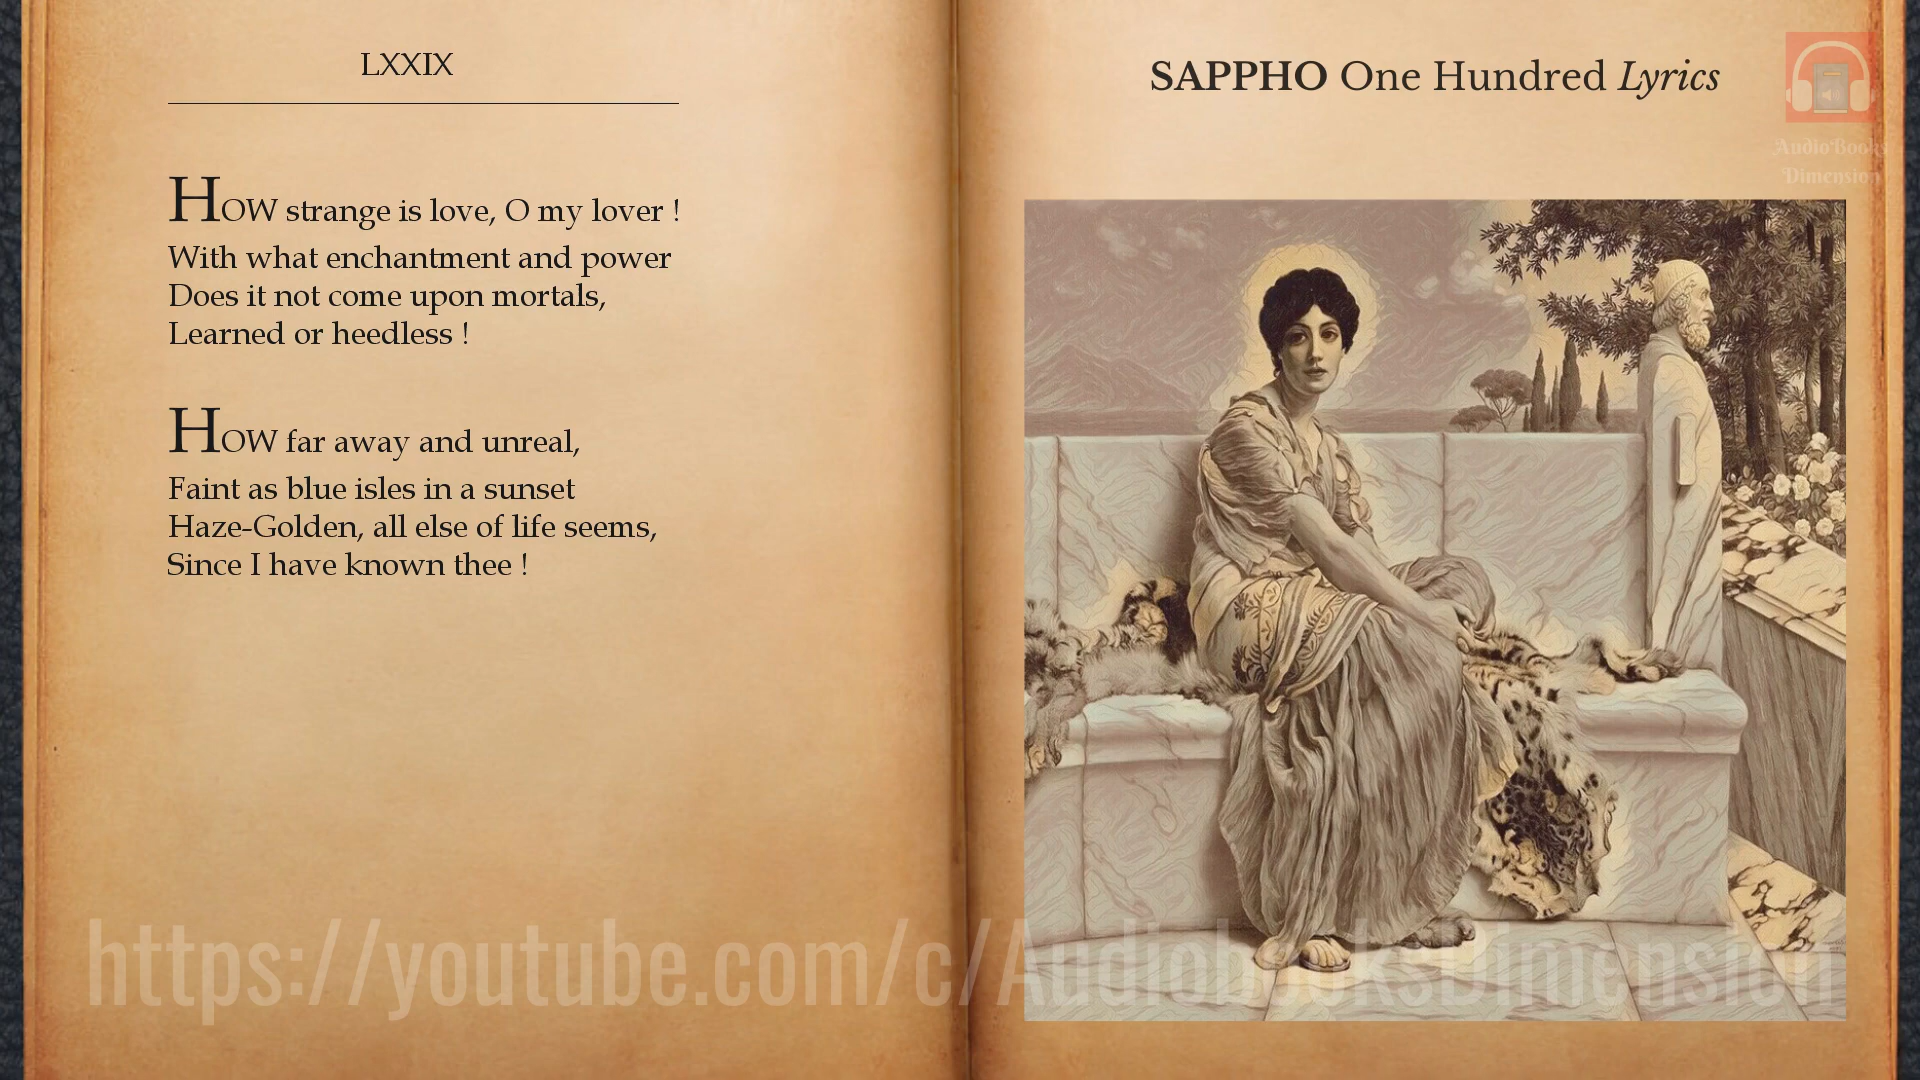 LXXIX
HOW strange is love, O my lover !
With what enchantment and power
Does it not come upon mortals,
Learned or heedless !
HOW far away and unreal,
Faint as blue isles in a sunset
Haze-Golden, all else of life seems,
Since I have known thee !
SAPPHO One Hundred Lyrics
AudioBooks
Dimension
https://youtube.com/c/AudiobooksDimension